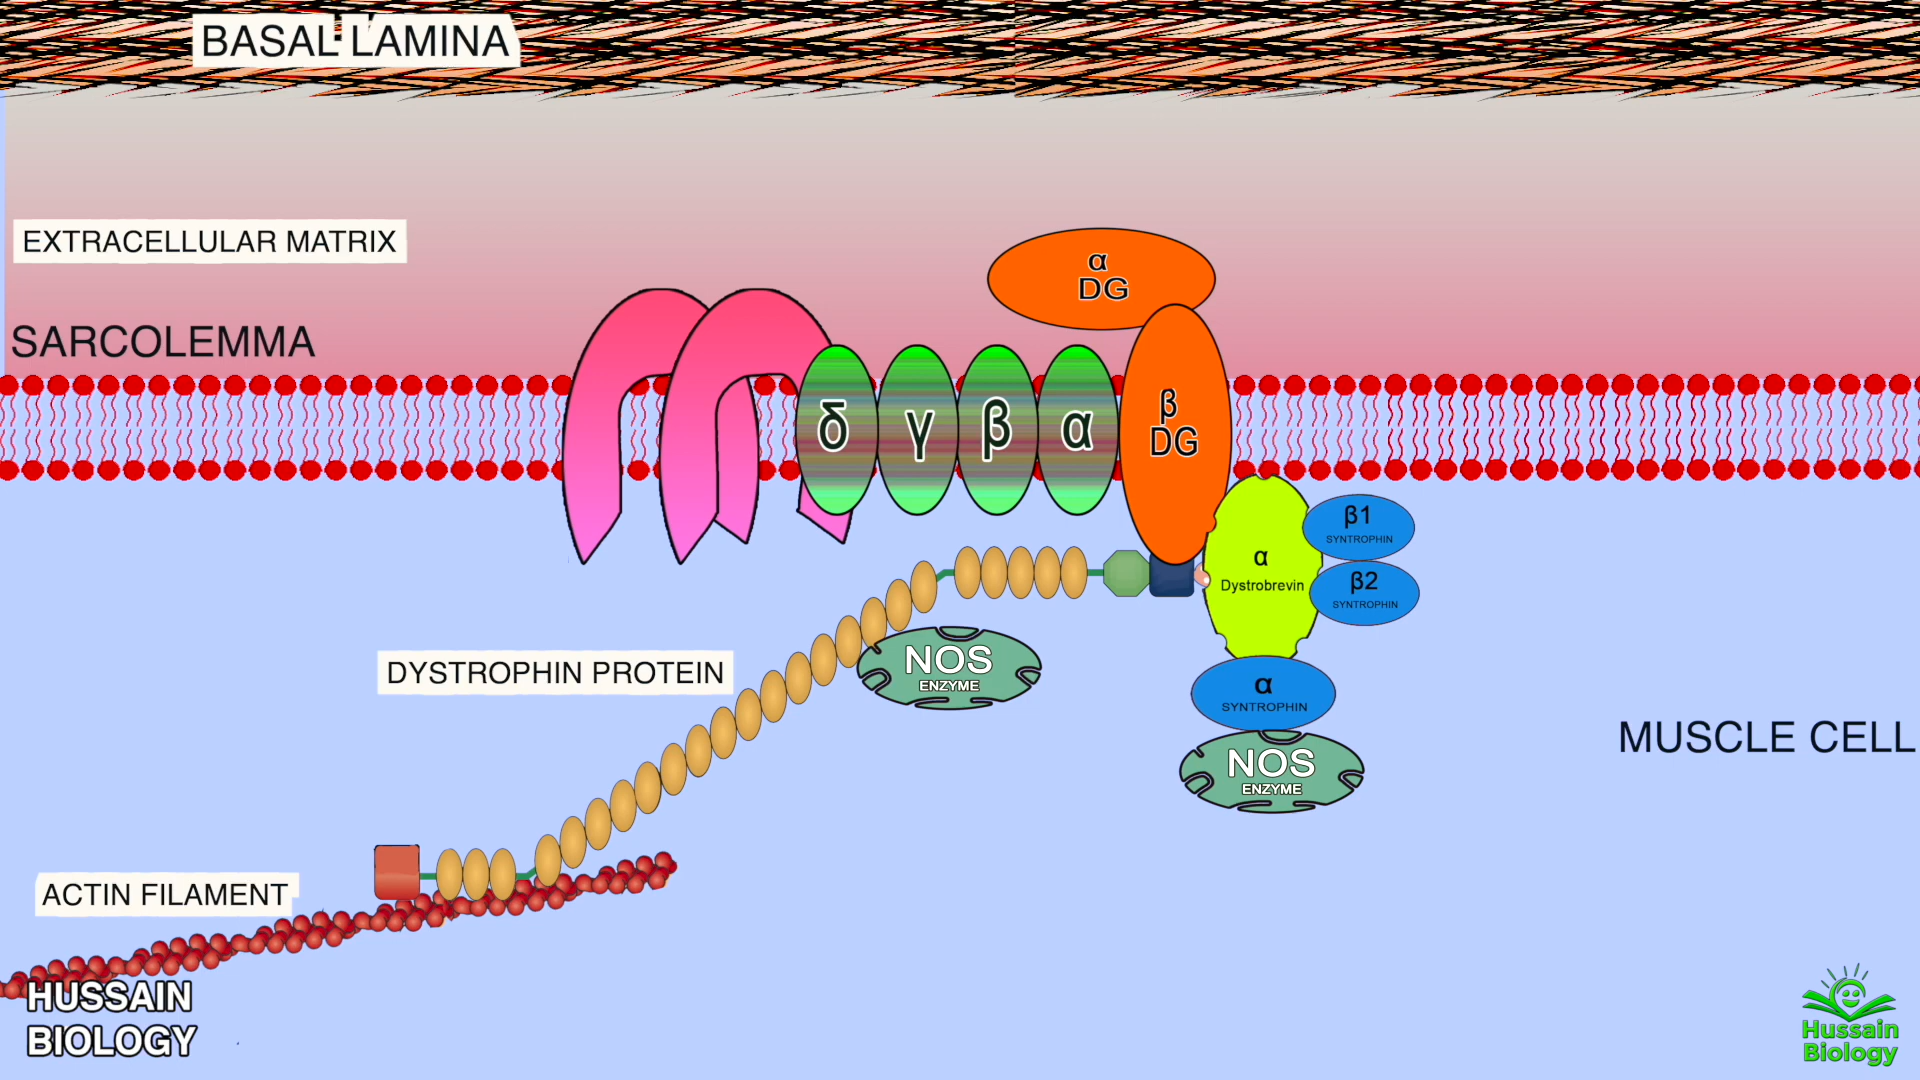 BASAL LAMINA
EXTRACELLULAR MATRIX
SARCOLEMMA
α
DG
δ γ β α
β
DG
α
Dystrobrevin
β1
SYNTROPHIN
β2
SYNTROPHIN
α
SYNTROPHIN
NOS
ENZYME
DYSTROPHIN PROTEIN
NOS
ENZYME
MUSCLE CELL
ACTIN FILAMENT
HUSSAIN
BIOLOGY
Hussain
Biology